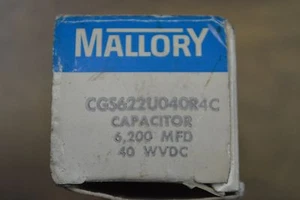 MALLORY
CGS622U040R4C
CAPACITOR
6,200 MFD
40 WVDC